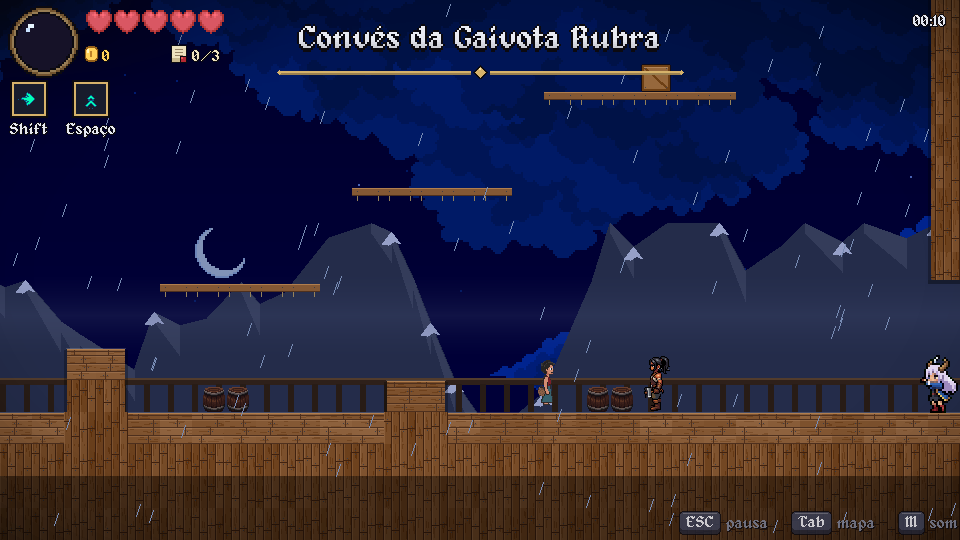 Convés da Gaivota Rubra
00:10
0
0/3
Shift
Espaço
ESC pausa
Tab mapa
M som